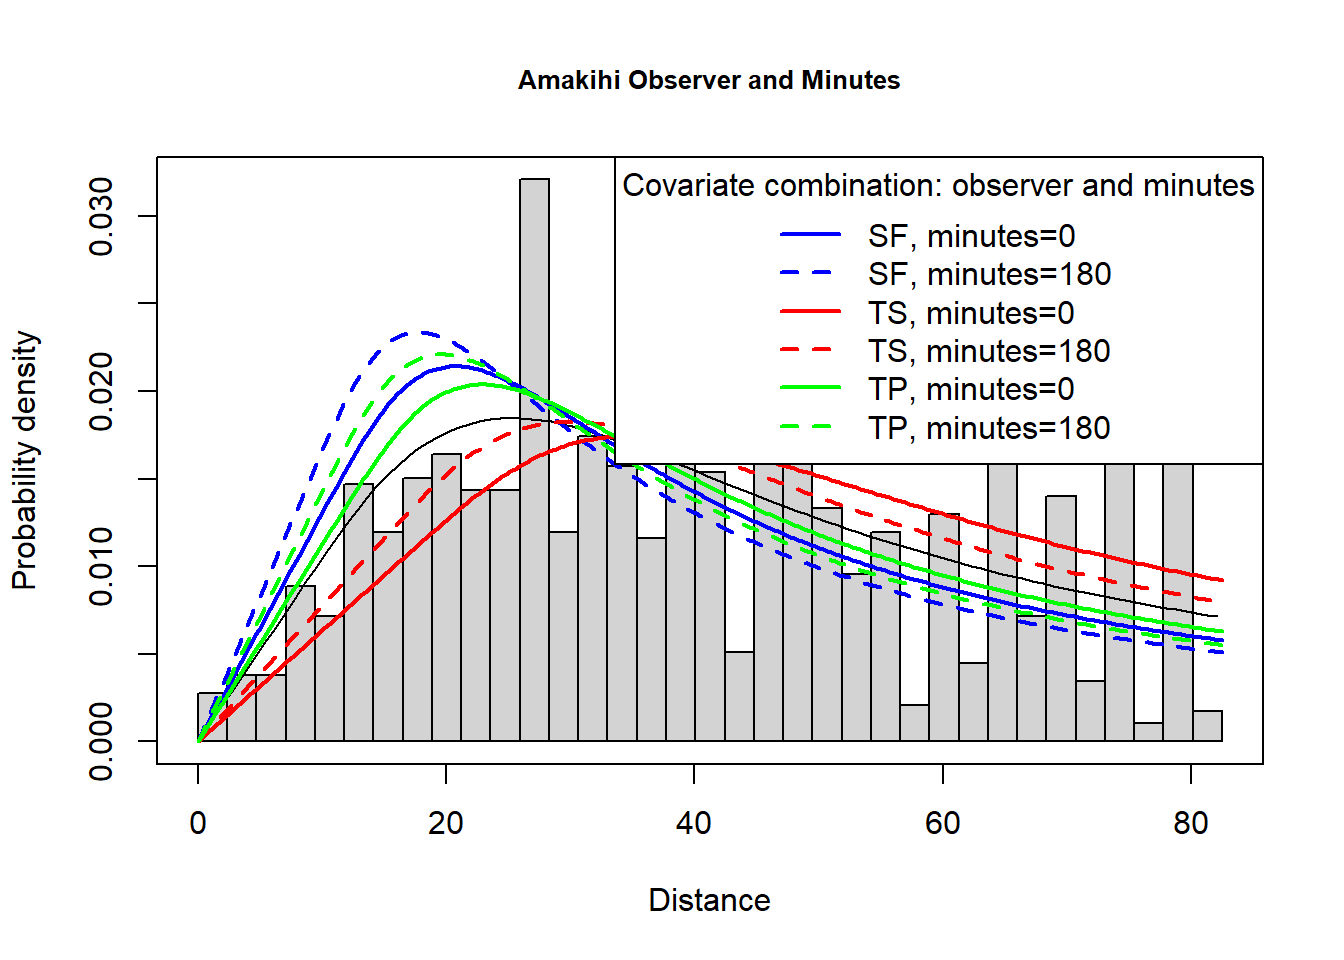 Amakihi Observer and Minutes
Probability density
0.030
0.020
0.010
0.000
Covariate combination: observer and minutes
SF, minutes=0
SF, minutes=180
TS, minutes=0
TS, minutes=180
TP, minutes=0
TP, minutes=180
0 20 40 60 80
Distance